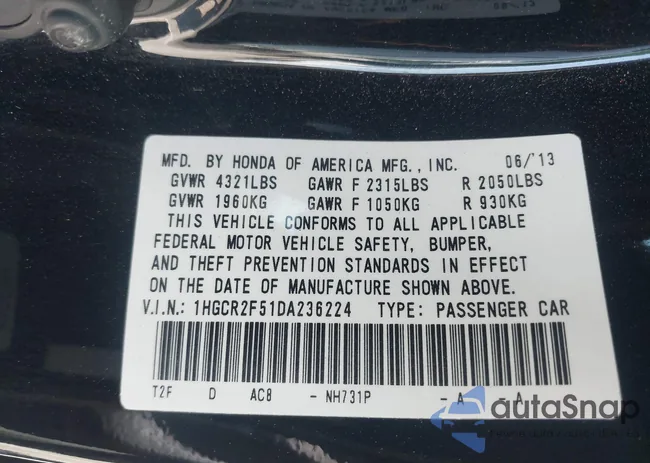 MFD. BY HONDA OF AMERICA MFG., INC. 06/'13
GVWR 4321LBS GAWR F 2315LBS R 2050LBS
GVWR 1960KG GAWR F 1050KG R 930KG
THIS VEHICLE CONFORMS TO ALL APPLICABLE
FEDERAL MOTOR VEHICLE SAFETY, BUMPER,
AND THEFT PREVENTION STANDARDS IN EFFECT
ON THE DATE OF MANUFACTURE SHOWN ABOVE.
V.I.N.: 1HGCR2F51DA236224 TYPE: PASSENGER CAR
T2F D AC8 - NH731P - A A
autoSnap